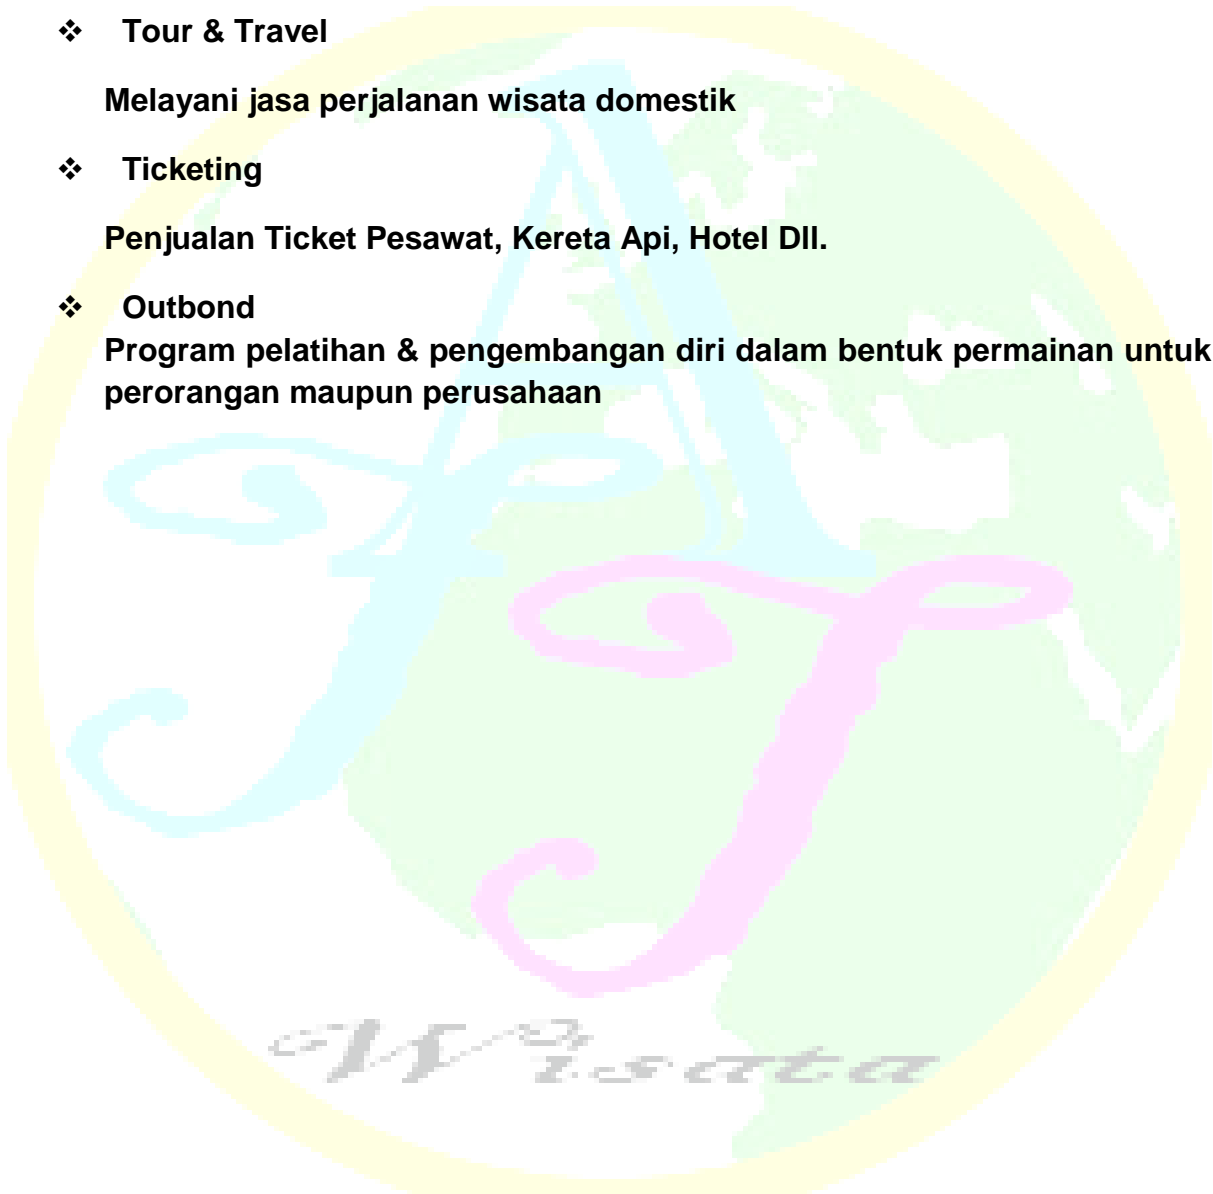 ❖ Tour & Travel
Melayani jasa perjalanan wisata domestik
❖ Ticketing
Penjualan Ticket Pesawat, Kereta Api, Hotel Dll.
❖ Outbond
Program pelatihan & pengembangan diri dalam bentuk permainan untuk
perorangan maupun perusahaan
A
T T
Wisata